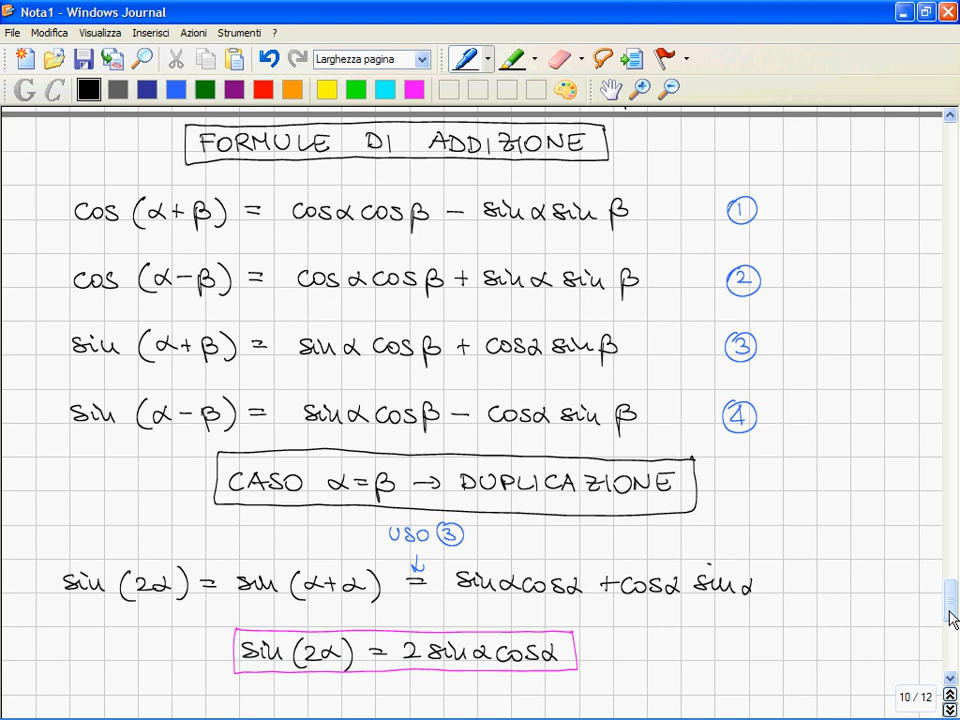 Nota1 - Windows Journal
File Modifica Visualizza Inserisci Azioni Strumenti ?
Larghezza pagina
G C
FORMULE DI ADDIZIONE
cos (α+β) = cosα cosβ − sinα sinβ ①
cos (α−β) = cosα cosβ + sinα sinβ ②
sin (α+β) = sinα cosβ + cosα sinβ ③
sin (α−β) = sinα cosβ − cosα sinβ ④
CASO α=β → DUPLICAZIONE
USO ③
sin (2α) = sin (α+α) = sinα cosα + cosα sinα
sin (2α) = 2 sinα cosα
10 / 12